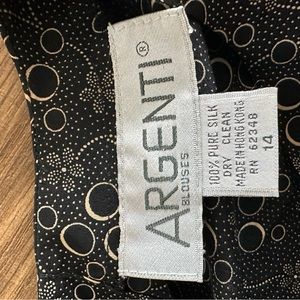 ARGENTI®
BLOUSES
100% PURE SILK
DRY CLEAN
MADE IN HONG KONG
RN 62348
14